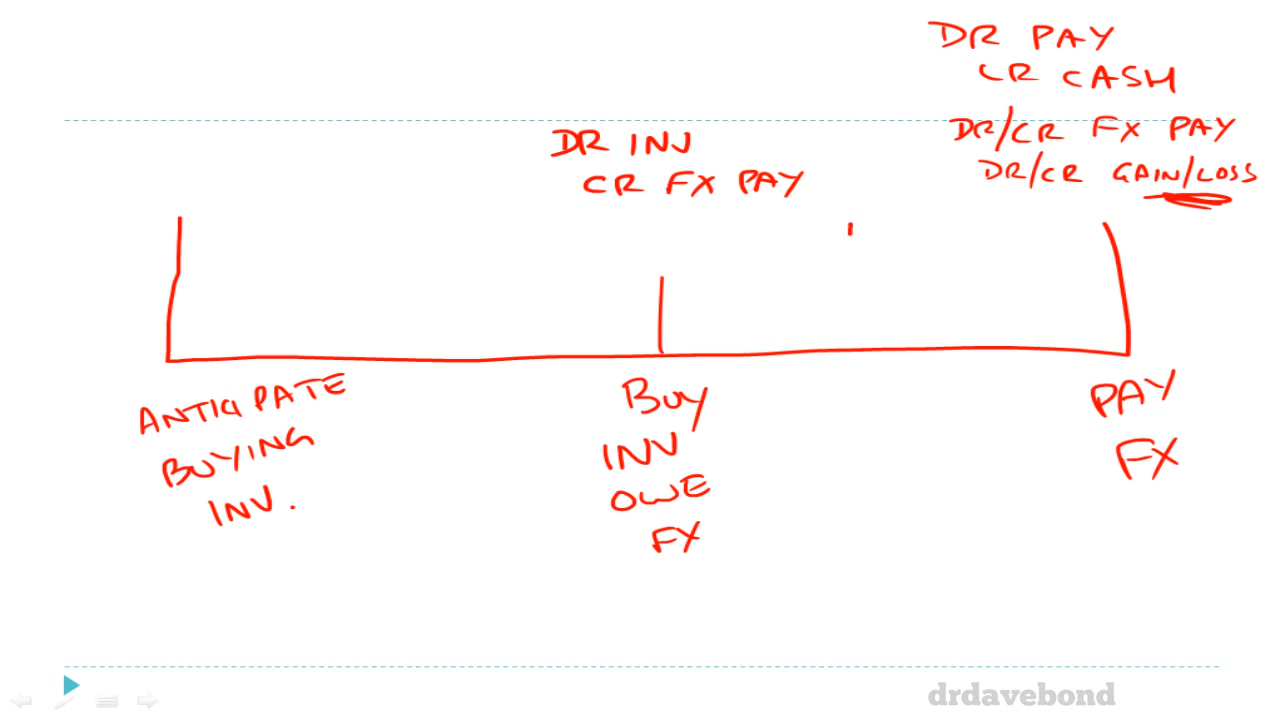 DR PAY
CR CASH
DR/CR FX PAY
DR/CR GAIN/LOSS
DR INV
CR FX PAY
ANTICIPATE
BUYING
INV.
BUY
INV
OWE
FX
PAY
FX
drdavebond